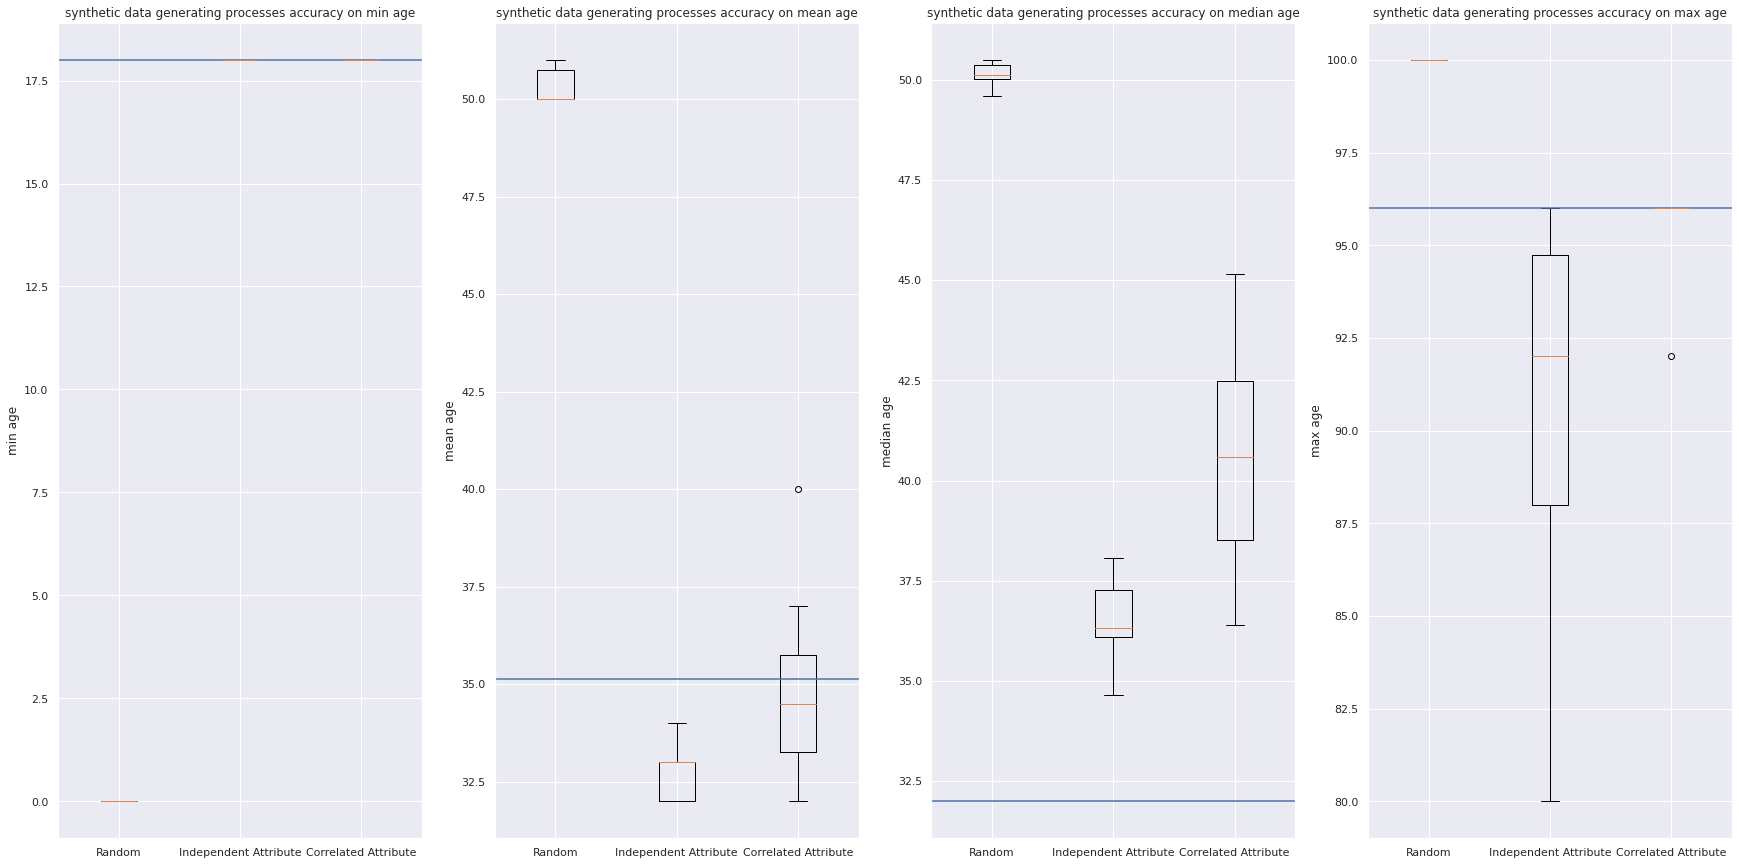 synthetic data generating processes accuracy on min age
min age
17.5
15.0
12.5
10.0
7.5
5.0
2.5
0.0
Random Independent Attribute Correlated Attribute
synthetic data generating processes accuracy on mean age
mean age
50.0
47.5
45.0
42.5
40.0
37.5
35.0
32.5
Random Independent Attribute Correlated Attribute
synthetic data generating processes accuracy on median age
median age
50.0
47.5
45.0
42.5
40.0
37.5
35.0
32.5
Random Independent Attribute Correlated Attribute
synthetic data generating processes accuracy on max age
max age
100.0
97.5
95.0
92.5
90.0
87.5
85.0
82.5
80.0
Random Independent Attribute Correlated Attribute